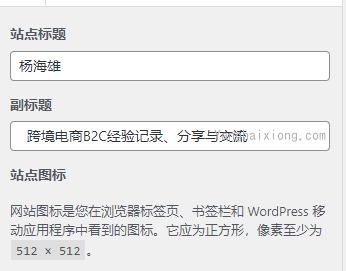 站点标题
杨海雄
副标题
跨境电商B2C经验记录、分享与交流
站点图标
网站图标是您在浏览器标签页、书签栏和 WordPress 移
动应用程序中看到的图标。它应为正方形，像素至少为
512 x 512。